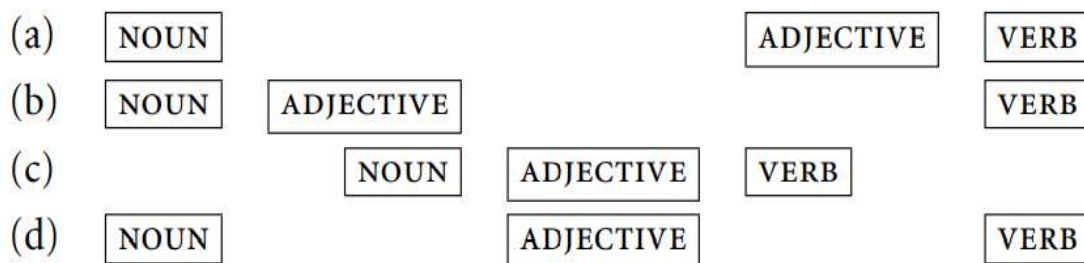 (a) NOUN ADJECTIVE VERB
(b) NOUN ADJECTIVE VERB
(c) NOUN ADJECTIVE VERB
(d) NOUN ADJECTIVE VERB